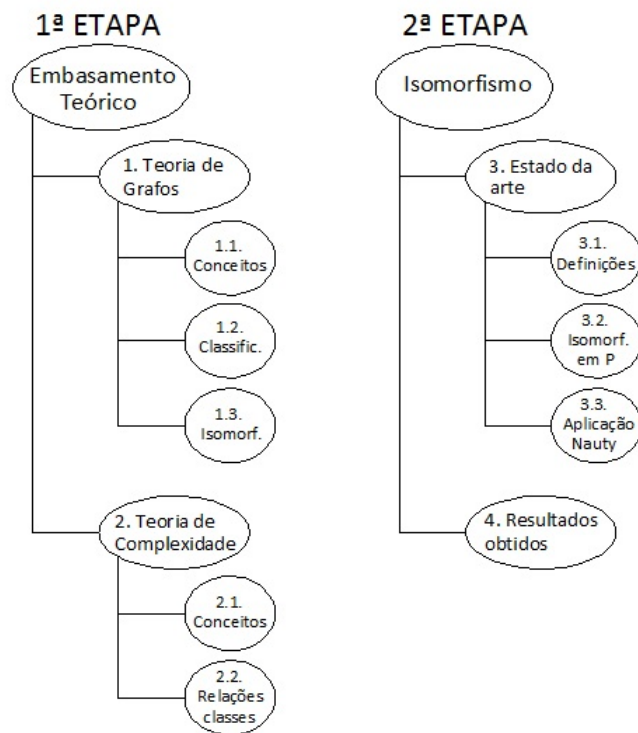 1ª ETAPA
Embasamento
Teórico
1. Teoria de
Grafos
1.1.
Conceitos
1.2.
Classific.
1.3.
Isomorf.
2. Teoria de
Complexidade
2.1.
Conceitos
2.2.
Relações
classes
2ª ETAPA
Isomorfismo
3. Estado da
arte
3.1.
Definições
3.2.
Isomorf.
em P
3.3.
Aplicação
Nauty
4. Resultados
obtidos